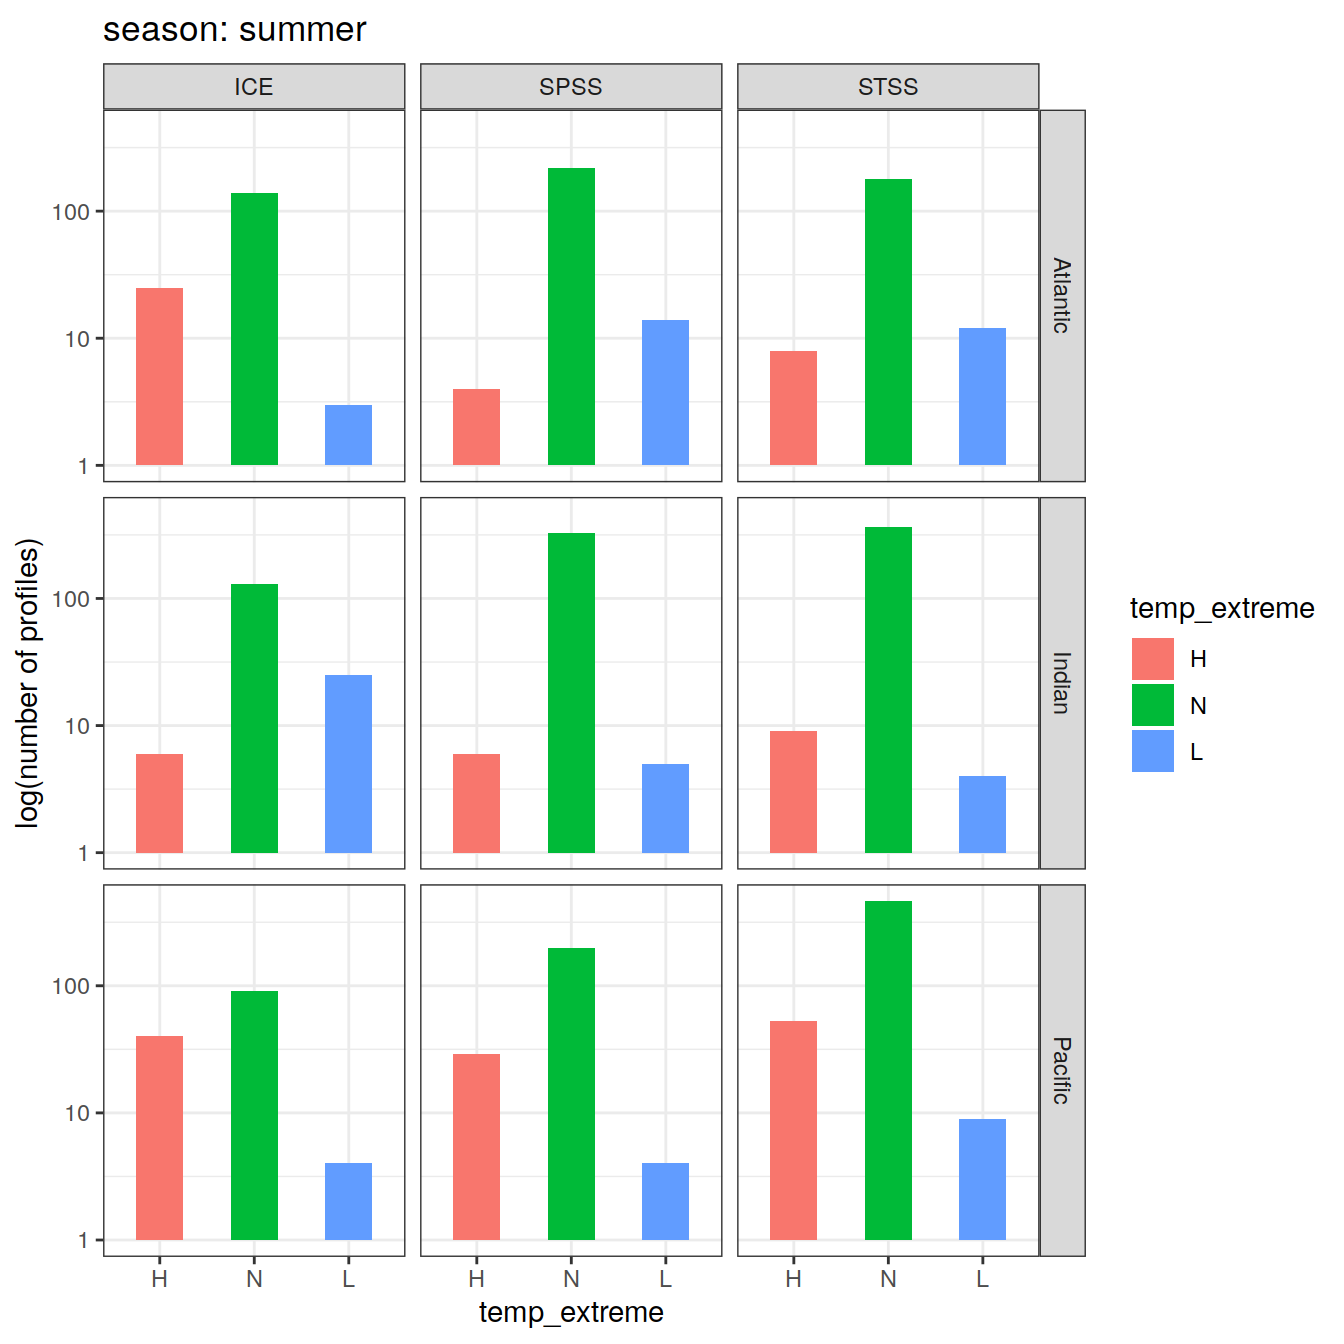 season: summer
ICE SPSS STSS
100
10
1
Atlantic
100
10
1
Indian
100
10
1
Pacific
log(number of profiles)
H N L H N L H N L
temp_extreme
temp_extreme
H
N
L